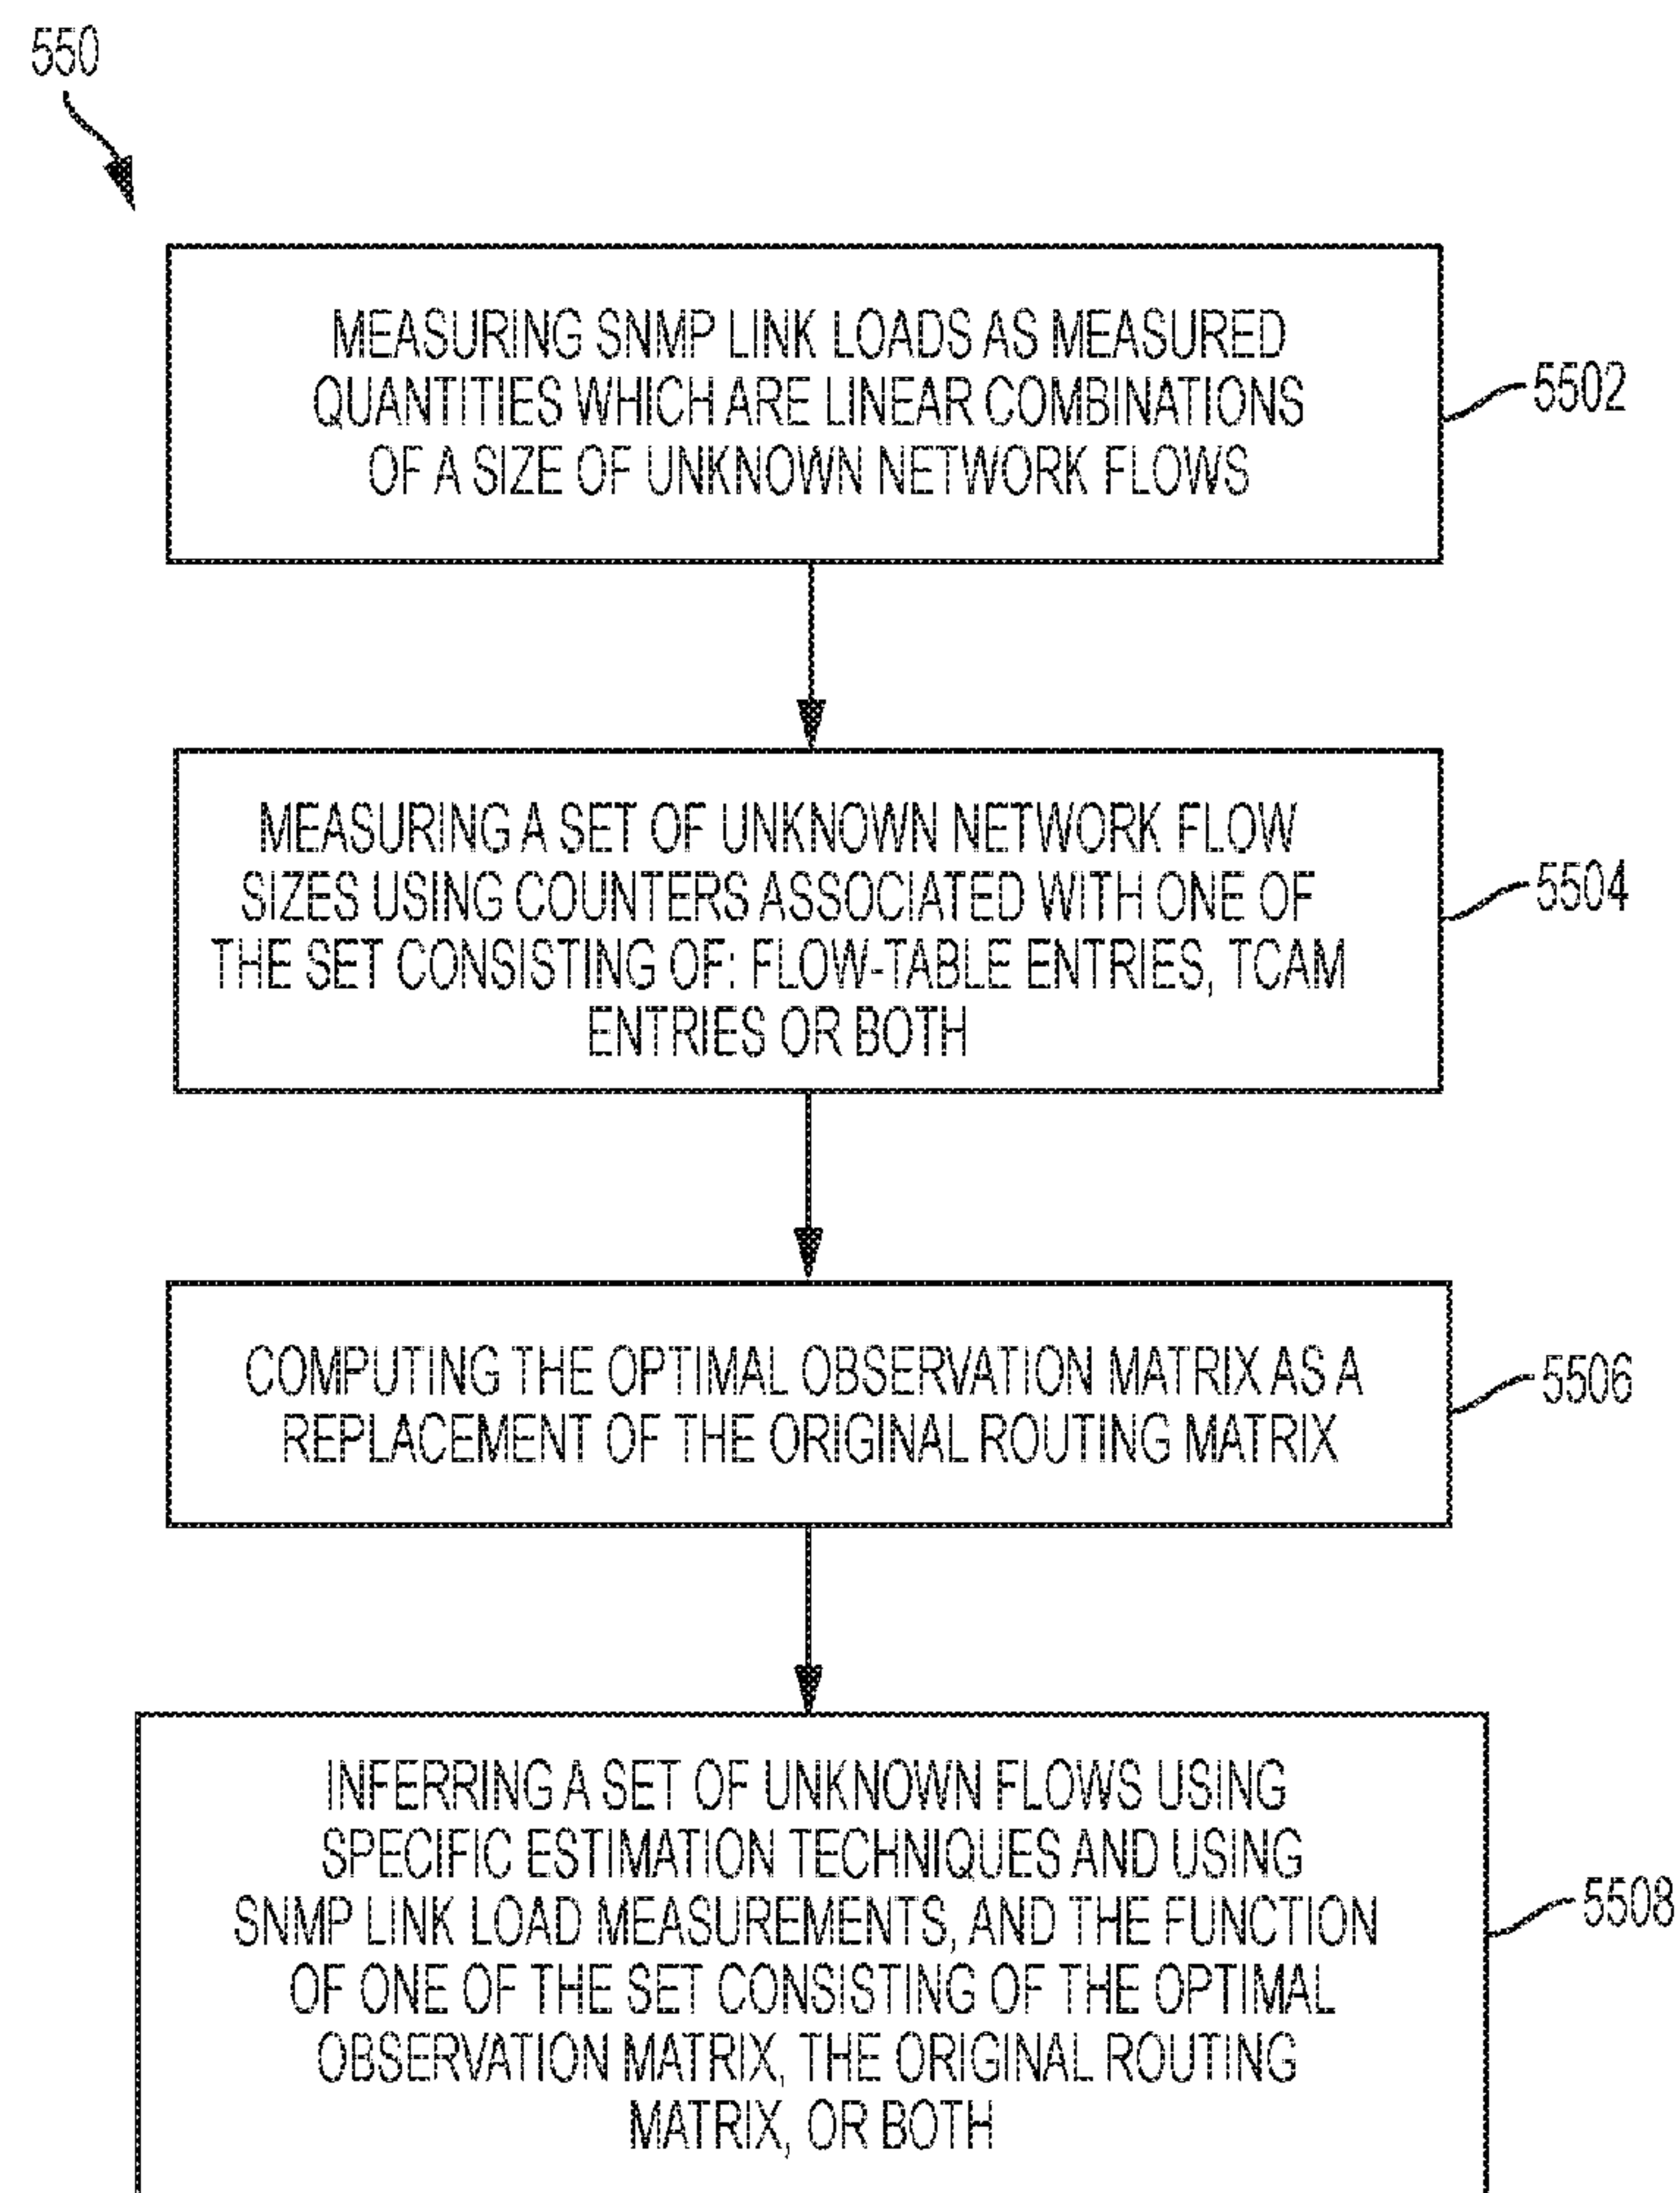 550
MEASURING SNMP LINK LOADS AS MEASURED
QUANTITIES WHICH ARE LINEAR COMBINATIONS
OF A SIZE OF UNKNOWN NETWORK FLOWS
5502
MEASURING A SET OF UNKNOWN NETWORK FLOW
SIZES USING COUNTERS ASSOCIATED WITH ONE OF
THE SET CONSISTING OF: FLOW-TABLE ENTRIES, TCAM
ENTRIES OR BOTH
5504
COMPUTING THE OPTIMAL OBSERVATION MATRIX AS A
REPLACEMENT OF THE ORIGINAL ROUTING MATRIX
5506
INFERRING A SET OF UNKNOWN FLOWS USING
SPECIFIC ESTIMATION TECHNIQUES AND USING
SNMP LINK LOAD MEASUREMENTS, AND THE FUNCTION
OF ONE OF THE SET CONSISTING OF THE OPTIMAL
OBSERVATION MATRIX, THE ORIGINAL ROUTING
MATRIX, OR BOTH
5508